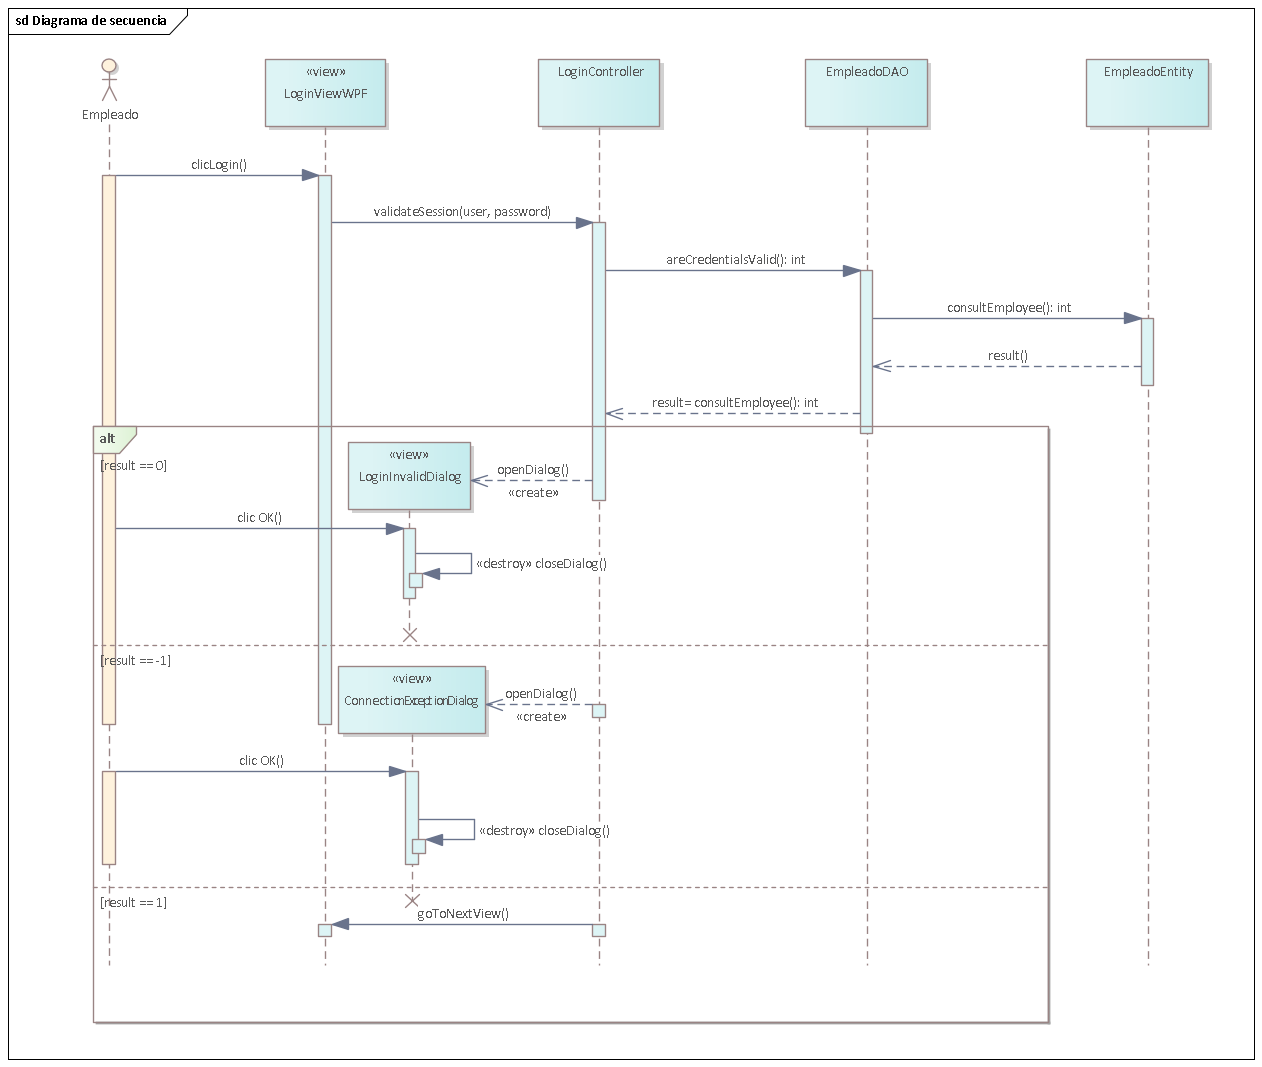 sd Diagrama de secuencia
Empleado
«view»
LoginViewWPF
LoginController
EmpleadoDAO
EmpleadoEntity
clicLogin()
validateSession(user, password)
areCredentialsValid(): int
consultEmployee(): int
result()
result= consultEmployee(): int
alt
[result ==0]
«view»
LoginInvalidDialog
openDialog()
«create»
clic OK()
«destroy» closeDialog()
[result ==-1]
«view»
ConnectionExceptionDialog
openDialog()
«create»
clic OK()
«destroy» closeDialog()
[result ==1]
goToNextView()